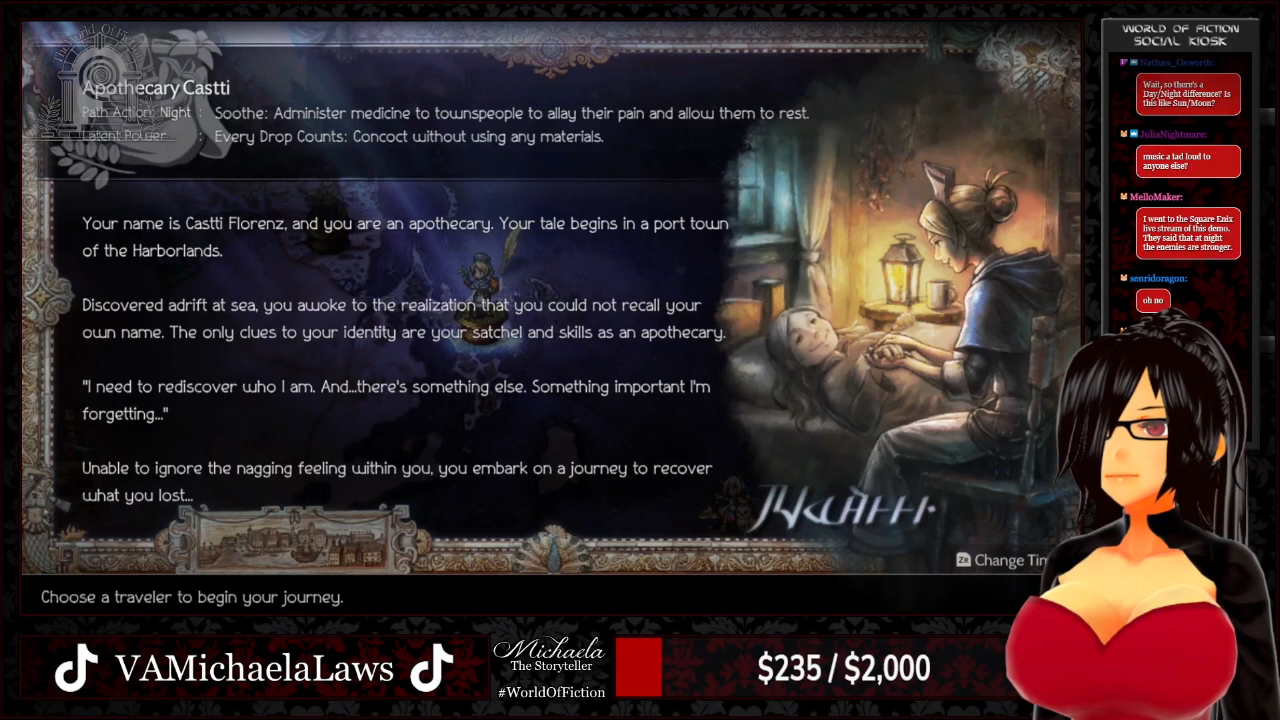 The World Of Fiction
Apothecary Castti
Path Action: Night : Soothe: Administer medicine to townspeople to allay their pain and allow them to rest.
Latent Power : Every Drop Counts: Concoct without using any materials.
Your name is Castti Florenz, and you are an apothecary. Your tale begins in a port town
of the Harborlands.
Discovered adrift at sea, you awoke to the realization that you could not recall your
own name. The only clues to your identity are your satchel and skills as an apothecary.
"I need to rediscover who I am. And...there's something else. Something important I'm
forgetting..."
Unable to ignore the nagging feeling within you, you embark on a journey to recover
what you lost...
ZR Change Tim
Choose a traveler to begin your journey.
WORLD OF FICTION
SOCIAL KIOSK
Nathan_Oxworth:
Wait, so there's a
Day/Night difference? Is
this like Sun/Moon?
JuliaNightmare:
music a tad loud to
anyone else?
MelloMaker:
I went to the Square Enix
live stream of this demo.
They said that at night
the enemies are stronger.
senridoragon:
oh no
VAMichaelaLaws
Michaela
The Storyteller
#WorldOfFiction
$235 / $2,000